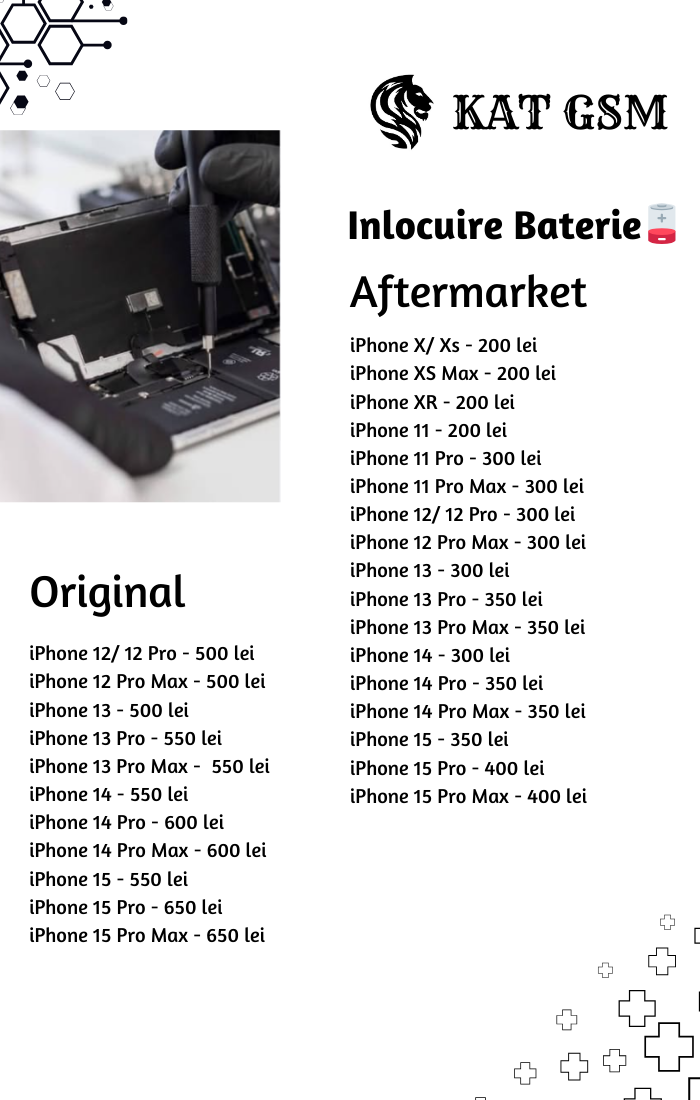 KAT GSM
Inlocuire Baterie
Aftermarket
iPhone X/ Xs - 200 lei
iPhone XS Max - 200 lei
iPhone XR - 200 lei
iPhone 11 - 200 lei
iPhone 11 Pro - 300 lei
iPhone 11 Pro Max - 300 lei
iPhone 12/ 12 Pro - 300 lei
iPhone 12 Pro Max - 300 lei
iPhone 13 - 300 lei
iPhone 13 Pro - 350 lei
iPhone 13 Pro Max - 350 lei
iPhone 14 - 300 lei
iPhone 14 Pro - 350 lei
iPhone 14 Pro Max - 350 lei
iPhone 15 - 350 lei
iPhone 15 Pro - 400 lei
iPhone 15 Pro Max - 400 lei
Original
iPhone 12/ 12 Pro - 500 lei
iPhone 12 Pro Max - 500 lei
iPhone 13 - 500 lei
iPhone 13 Pro - 550 lei
iPhone 13 Pro Max -  550 lei
iPhone 14 - 550 lei
iPhone 14 Pro - 600 lei
iPhone 14 Pro Max - 600 lei
iPhone 15 - 550 lei
iPhone 15 Pro - 650 lei
iPhone 15 Pro Max - 650 lei